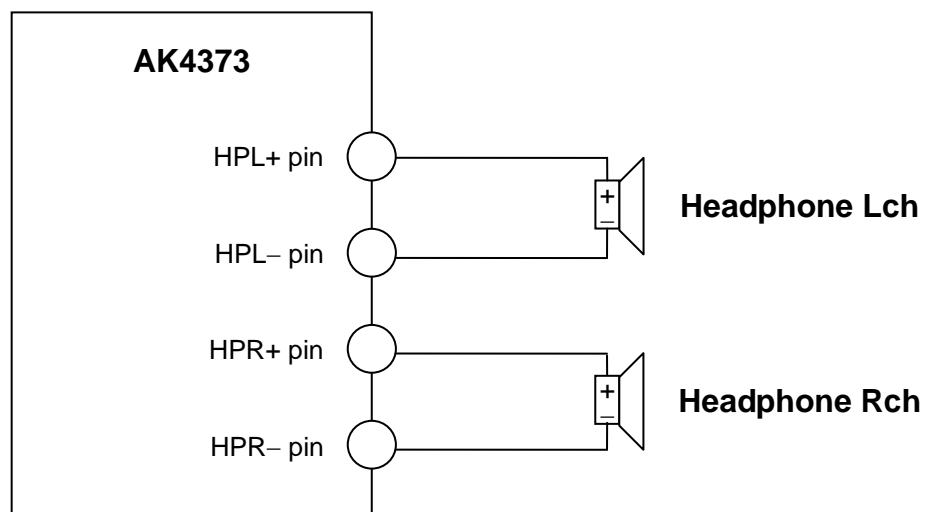 AK4373
HPL+ pin
+
−
Headphone Lch
HPL− pin
HPR+ pin
+
−
Headphone Rch
HPR− pin